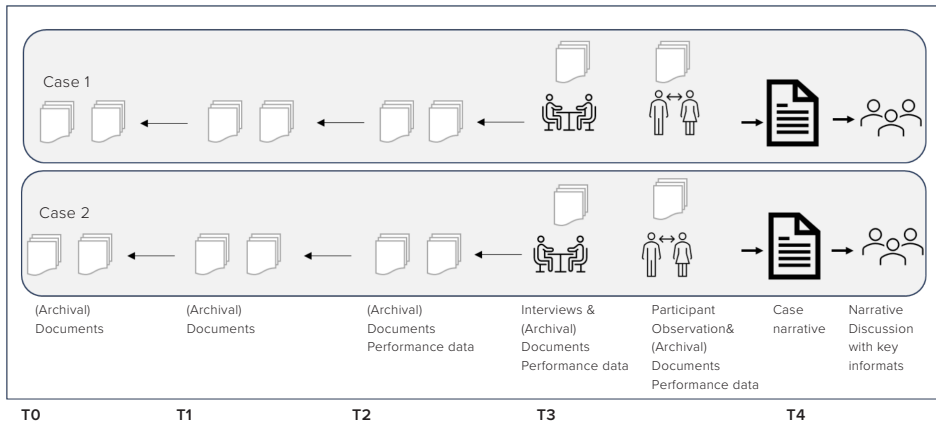 Case 1
Case 2
(Archival)
Documents
(Archival)
Documents
(Archival)
Documents
Performance data
Interviews &
(Archival)
Documents
Performance data
Participant
Observation&
(Archival)
Documents
Performance data
Case
narrative
Narrative
Discussion
with key
informats
T0
T1
T2
T3
T4